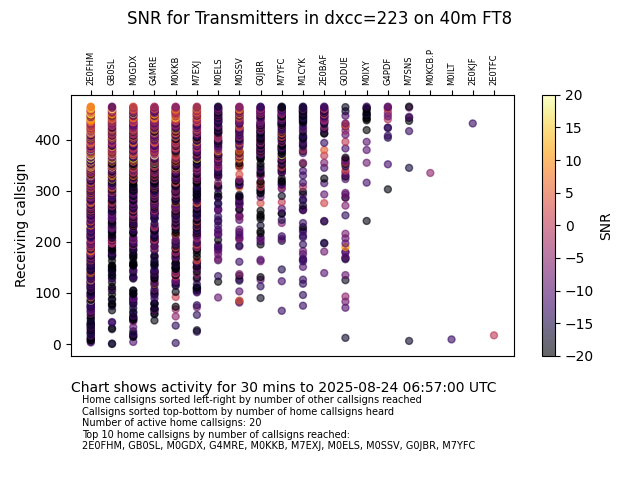 SNR for Transmitters in dxcc=223 on 40m FT8
2E0FHM
GB0SL
M0GDX
G4MRE
M0KKB
M7EXJ
M0ELS
M0SSV
G0JBR
M7YFC
M1CYK
2E0BAF
G0DUE
M0IXY
G4PDF
M7SNS
M0KCB.P
M0ILT
2E0KJF
2E0TFC
400
300
200
100
0
Receiving callsign
20
15
10
5
0
−5
−10
−15
−20
SNR
Chart shows activity for 30 mins to 2025-08-24 06:57:00 UTC
Home callsigns sorted left-right by number of other callsigns reached
Callsigns sorted top-bottom by number of home callsigns heard
Number of active home callsigns: 20
Top 10 home callsigns by number of callsigns reached:
2E0FHM, GB0SL, M0GDX, G4MRE, M0KKB, M7EXJ, M0ELS, M0SSV, G0JBR, M7YFC